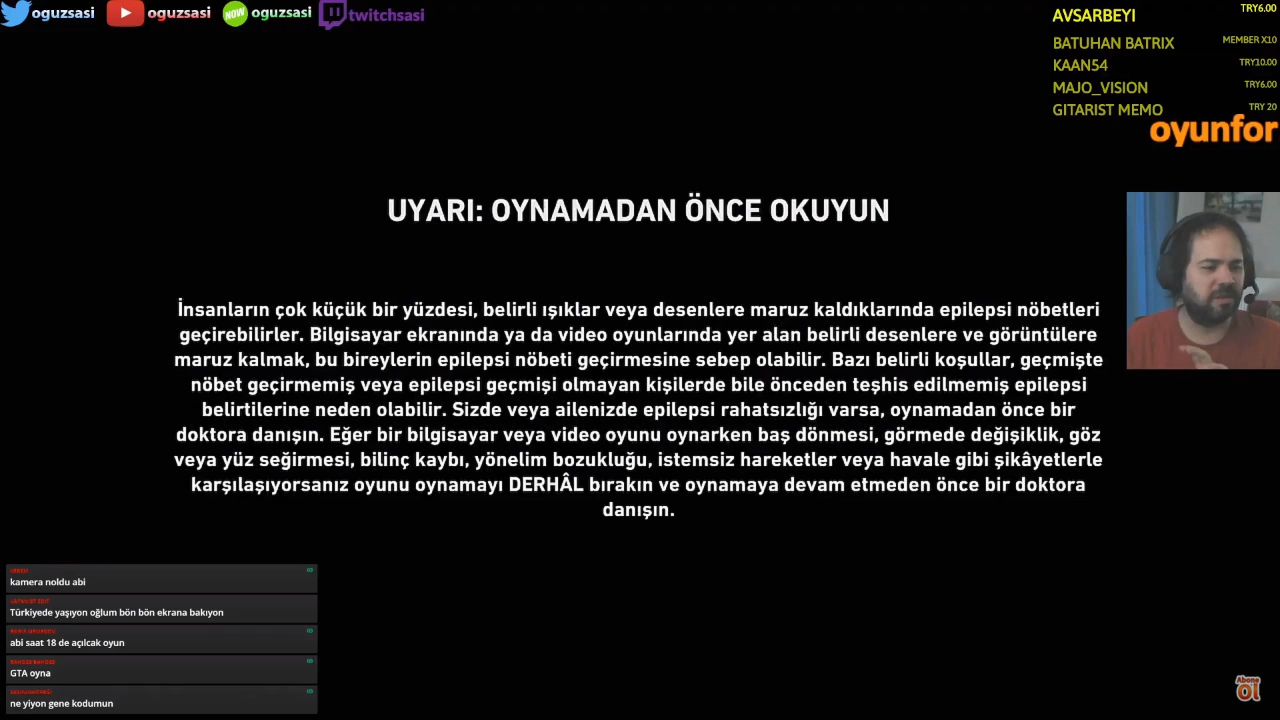 oguzsasi
oguzsasi
NOW oguzsasi
twitchsasi
AVSARBEYI TRY6.00
BATUHAN BATRIX MEMBER X10
KAAN54 TRY10.00
MAJO_VISION TRY6.00
GITARIST MEMO TRY 20
oyunfor
UYARI: OYNAMADAN ÖNCE OKUYUN
İnsanların çok küçük bir yüzdesi, belirli ışıklar veya desenlere maruz kaldıklarında epilepsi nöbetleri
geçirebilirler. Bilgisayar ekranında ya da video oyunlarında yer alan belirli desenlere ve görüntülere
maruz kalmak, bu bireylerin epilepsi nöbeti geçirmesine sebep olabilir. Bazı belirli koşullar, geçmişte
nöbet geçirmemiş veya epilepsi geçmişi olmayan kişilerde bile önceden teşhis edilmemiş epilepsi
belirtilerine neden olabilir. Sizde veya ailenizde epilepsi rahatsızlığı varsa, oynamadan önce bir
doktora danışın. Eğer bir bilgisayar veya video oyunu oynarken baş dönmesi, görmede değişiklik, göz
veya yüz seğirmesi, bilinç kaybı, yönelim bozukluğu, istemsiz hareketler veya havale gibi şikâyetlerle
karşılaşıyorsanız oyunu oynamayı DERHÂL bırakın ve oynamaya devam etmeden önce bir doktora
danışın.
kamera noldu abi
Türkiyede yaşıyon oğlum bön bön ekrana bakıyon
abi saat 18 de açılcak oyun
GTA oyna
ne yiyon gene kodumun
Abone
Ol